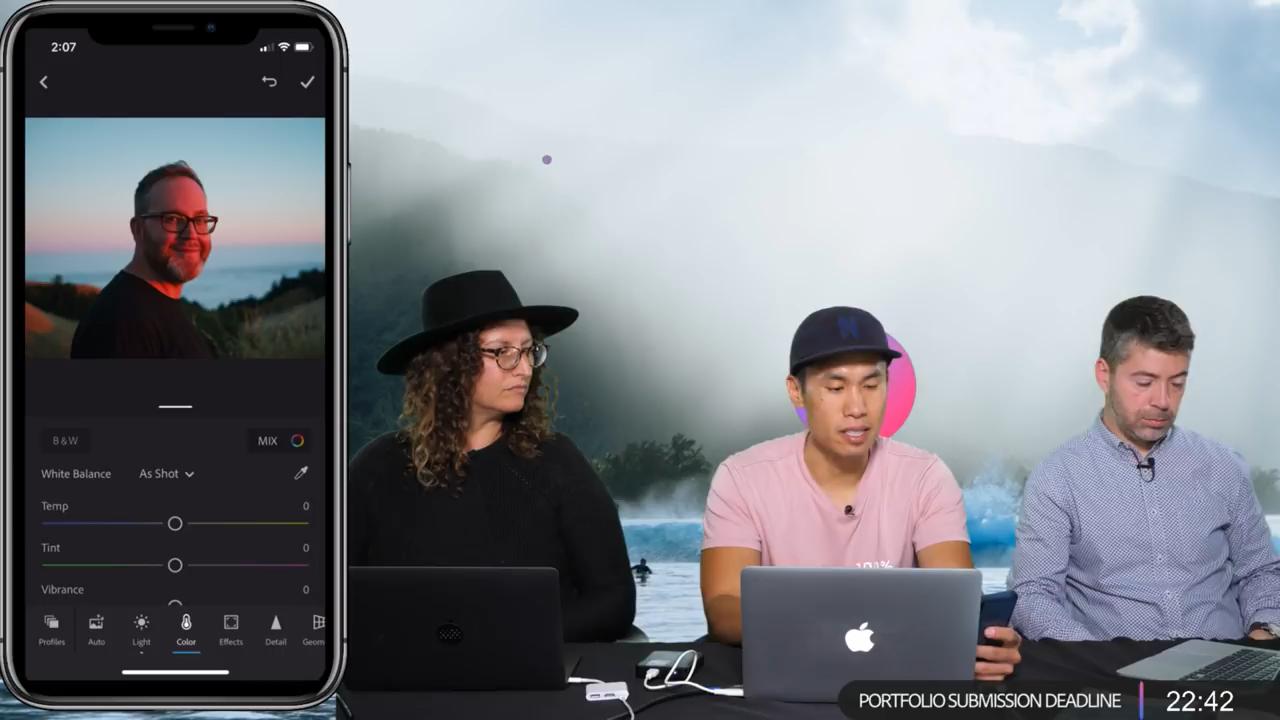 2:07
B&W
MIX
White Balance
As Shot
Temp
0
Tint
0
Vibrance
0
Profiles
Auto
Light
Color
Effects
Detail
Geom
N
PORTFOLIO SUBMISSION DEADLINE
22:42